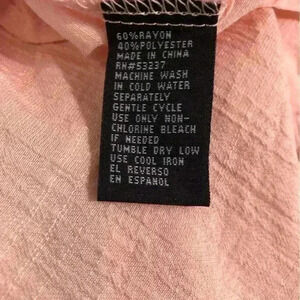 60%RAYON
40%POLYESTER
MADE IN CHINA
RN#53237
MACHINE WASH
IN COLD WATER
SEPARATELY
GENTLE CYCLE
USE ONLY NON-
CHLORINE BLEACH
IF NEEDED
TUMBLE DRY LOW
USE COOL IRON
EL REVERSO
EN ESPANOL